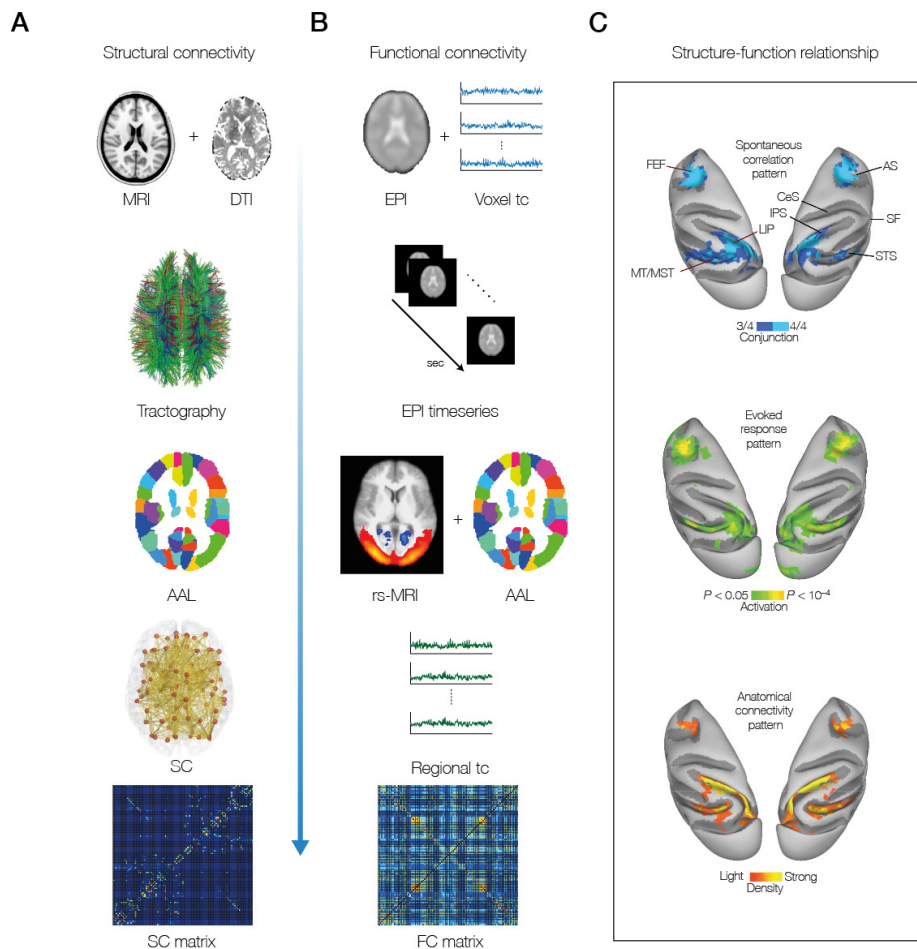 A
Structural connectivity
MRI
+
DTI
Tractography
AAL
SC
SC matrix
B
Functional connectivity
EPI
+
Voxel tc
sec
EPI timeseries
rs-MRI
+
AAL
Regional tc
FC matrix
C
Structure-function relationship
Spontaneous
correlation
pattern
FEF
AS
CeS
IPS
SF
LIP
STS
MT/MST
3/4 4/4
Conjunction
Evoked
response
pattern
P < 0.05 P < 10⁻⁴
Activation
Anatomical
connectivity
pattern
Light Strong
Density